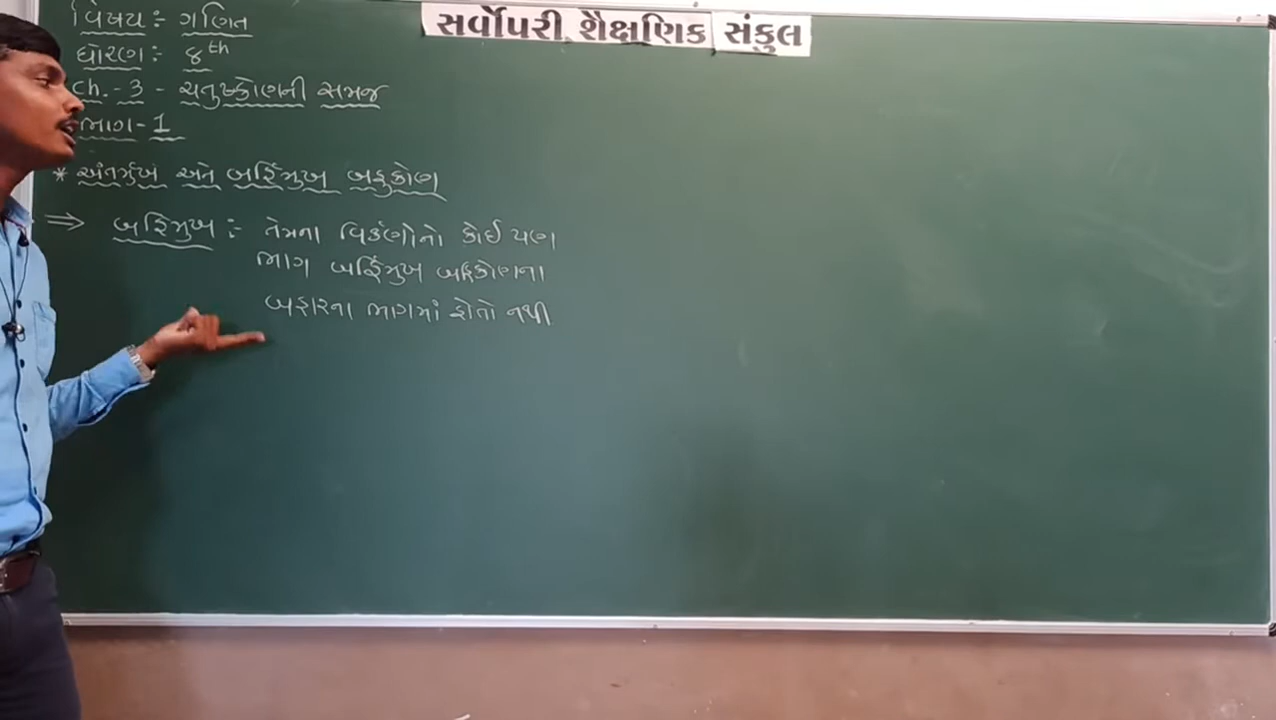 સર્વોપરી શૈક્ષણિક સંકુલ
વિષય :- ગણિત
ધોરણ :- ૪th
Ch. - 3 - ચતુષ્કોણની સમજ
ભાગ - 1
* અંતર્મુખ અને બહિર્મુખ બહુકોણ
⇒ બહિર્મુખ :- તેમના વિકર્ણોનો કોઈ પણ
ભાગ બહિર્મુખ બહુકોણના
બહારના ભાગમાં હોતો નથી